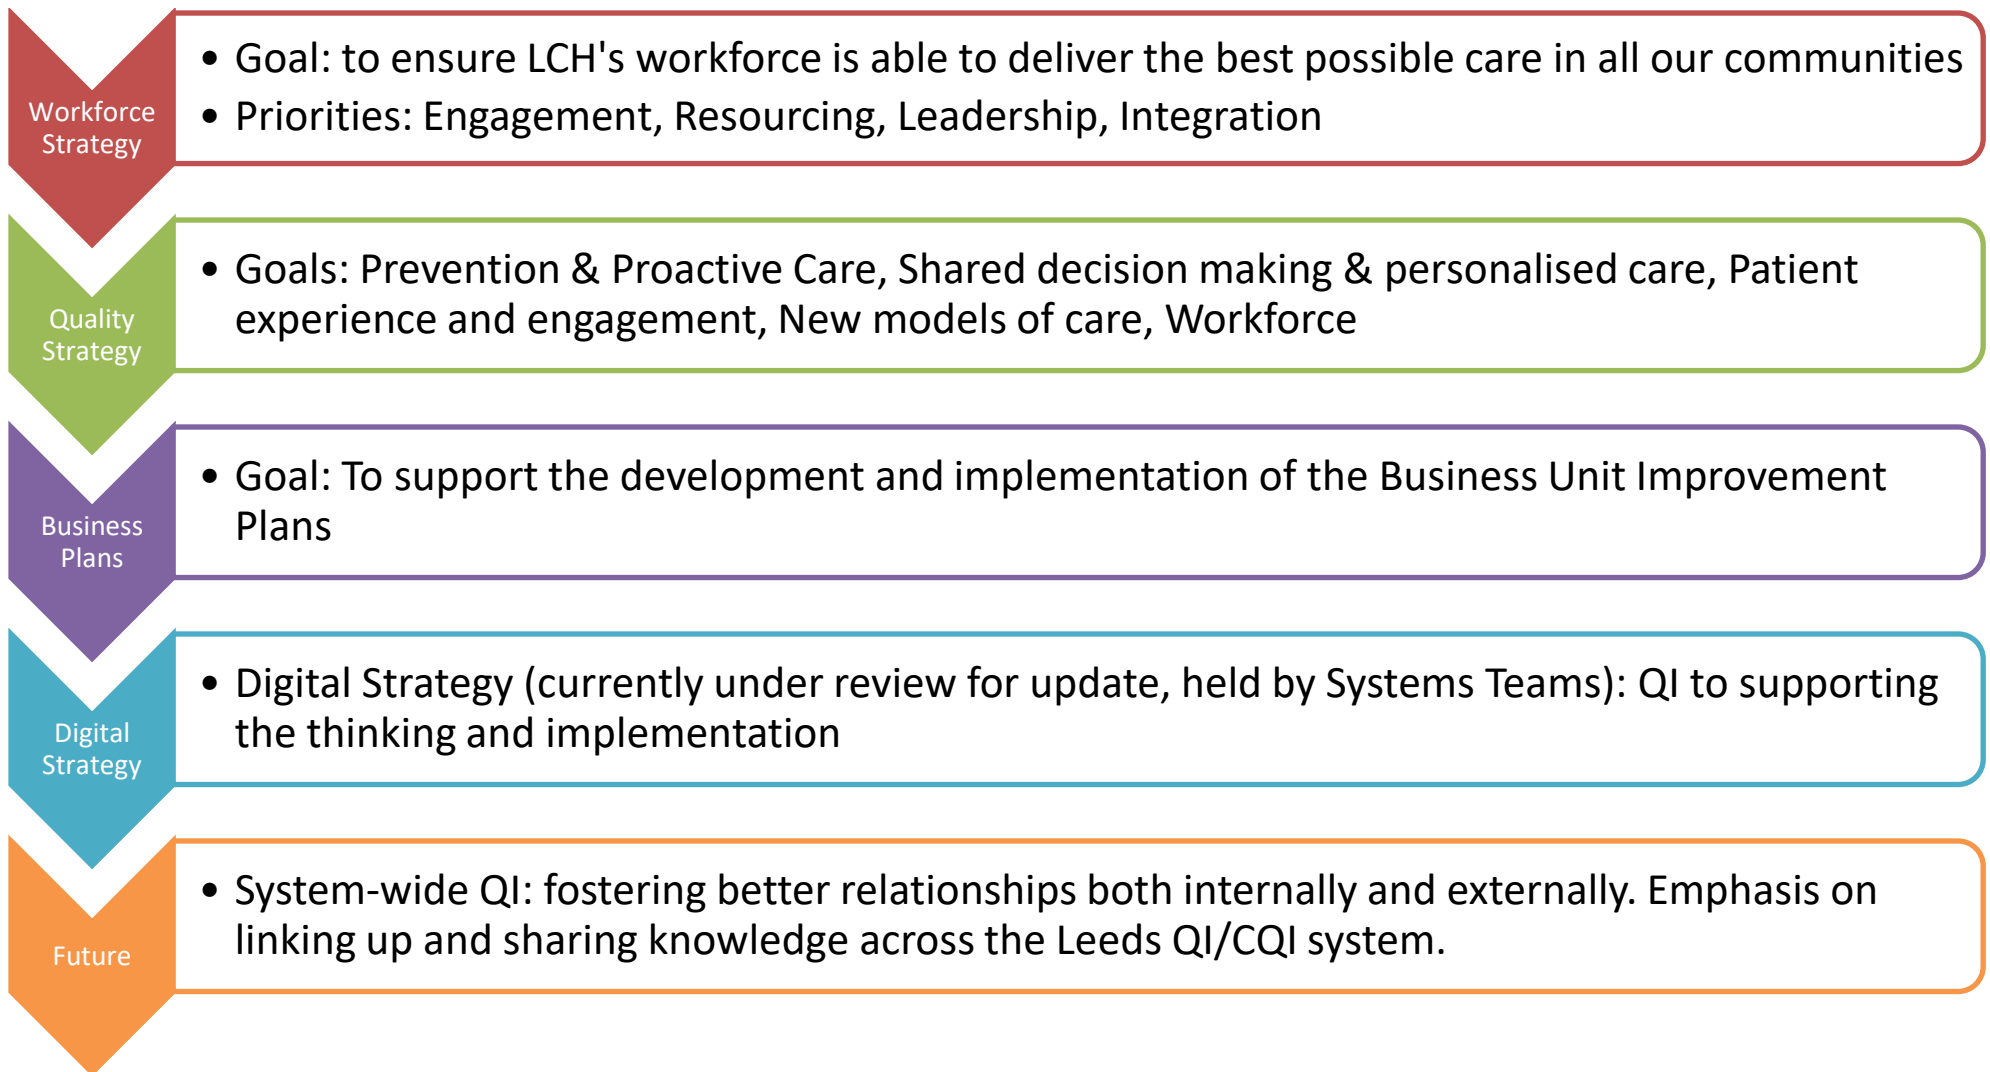 Workforce
Strategy
• Goal: to ensure LCH's workforce is able to deliver the best possible care in all our communities
• Priorities: Engagement, Resourcing, Leadership, Integration
Quality
Strategy
• Goals: Prevention & Proactive Care, Shared decision making & personalised care, Patient
experience and engagement, New models of care, Workforce
Business
Plans
• Goal: To support the development and implementation of the Business Unit Improvement
Plans
Digital
Strategy
• Digital Strategy (currently under review for update, held by Systems Teams): QI to supporting
the thinking and implementation
Future
• System-wide QI: fostering better relationships both internally and externally. Emphasis on
linking up and sharing knowledge across the Leeds QI/CQI system.